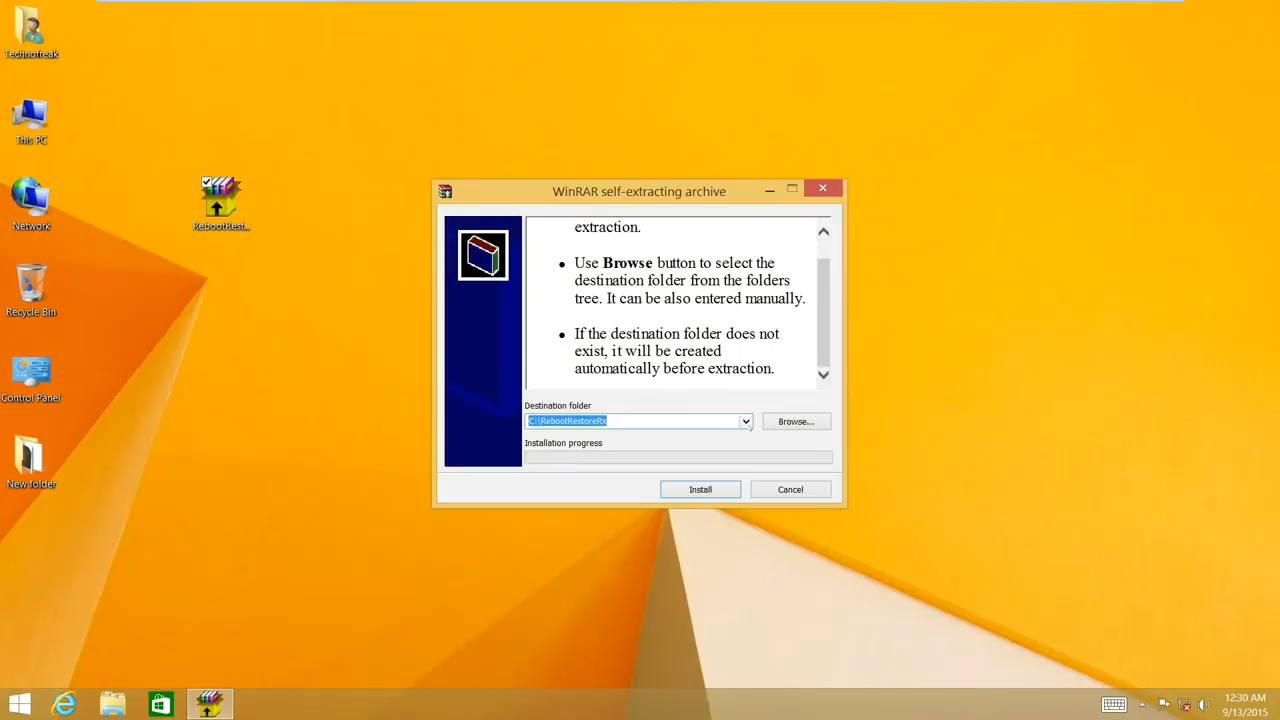 Technofreak
This PC
Network
Recycle Bin
Control Panel
New folder
RebootRest...
WinRAR self-extracting archive
extraction.
• Use Browse button to select the
destination folder from the folders
tree. It can be also entered manually.
• If the destination folder does not
exist, it will be created
automatically before extraction.
Destination folder
C:\RebootRestoreRx
Browse...
Installation progress
Install
Cancel
12:30 AM
9/13/2015